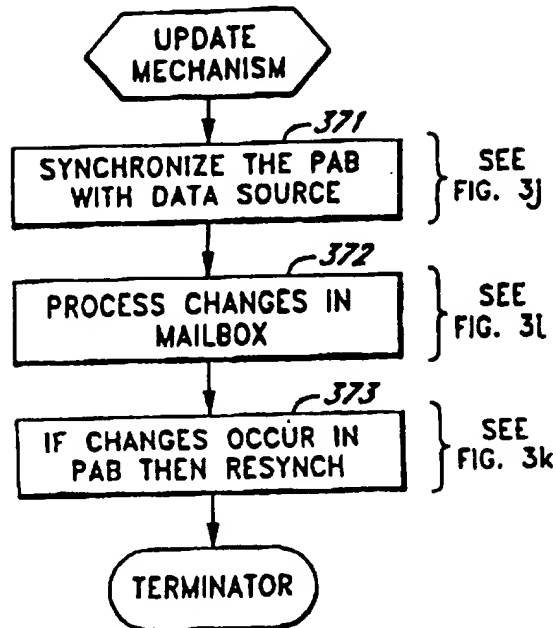 UPDATE
MECHANISM
371
SYNCHRONIZE THE PAB
WITH DATA SOURCE
SEE
FIG. 3j
372
PROCESS CHANGES IN
MAILBOX
SEE
FIG. 3l
373
IF CHANGES OCCUR IN
PAB THEN RESYNCH
SEE
FIG. 3k
TERMINATOR